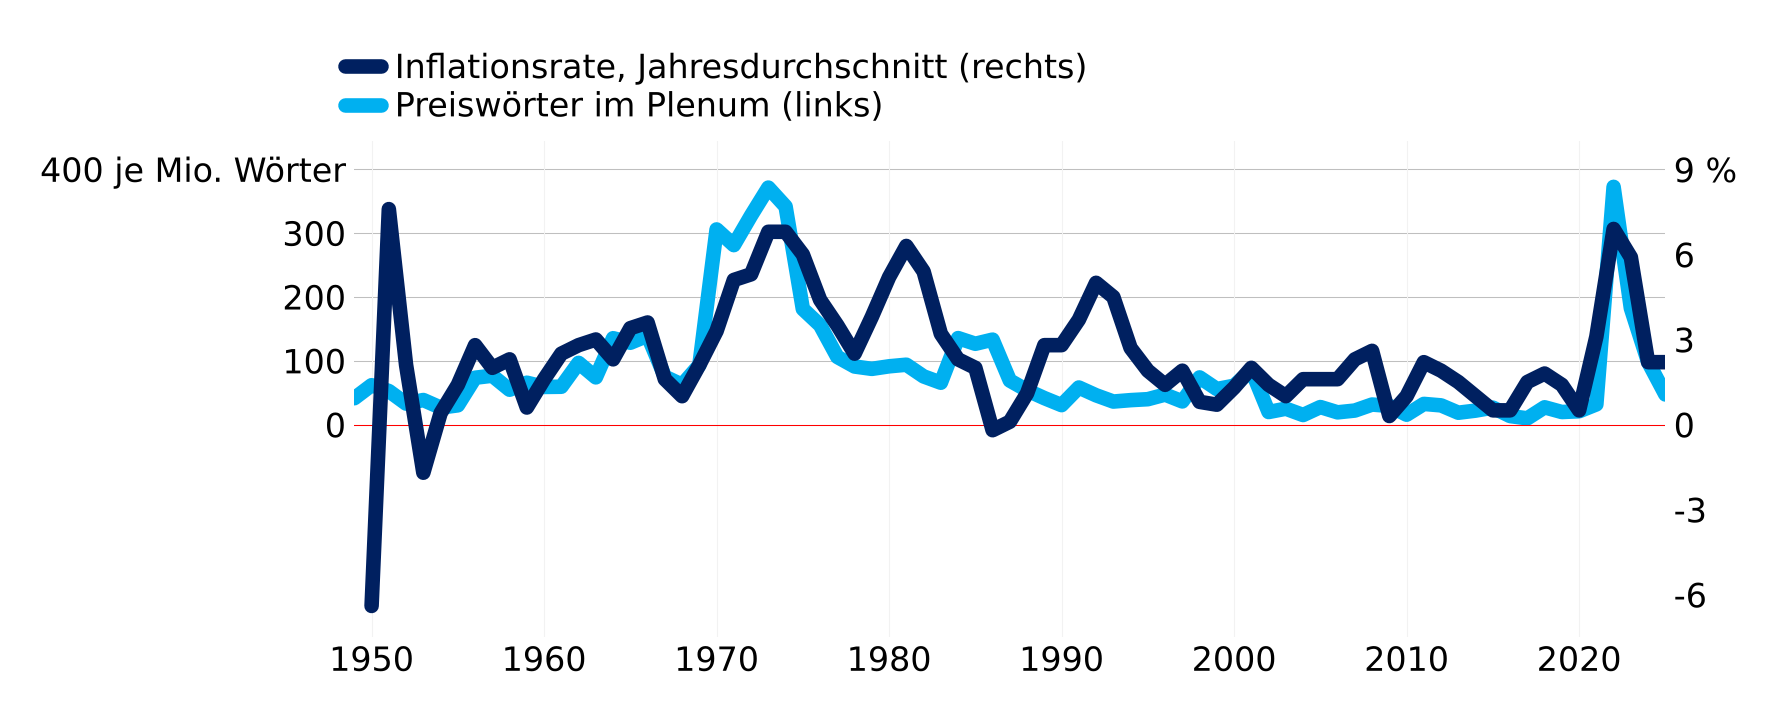 Inflationsrate, Jahresdurchschnitt (rechts)
Preiswörter im Plenum (links)
400 je Mio. Wörter
9 %
300
6
200
3
100
0
0
-3
-6
1950 1960 1970 1980 1990 2000 2010 2020